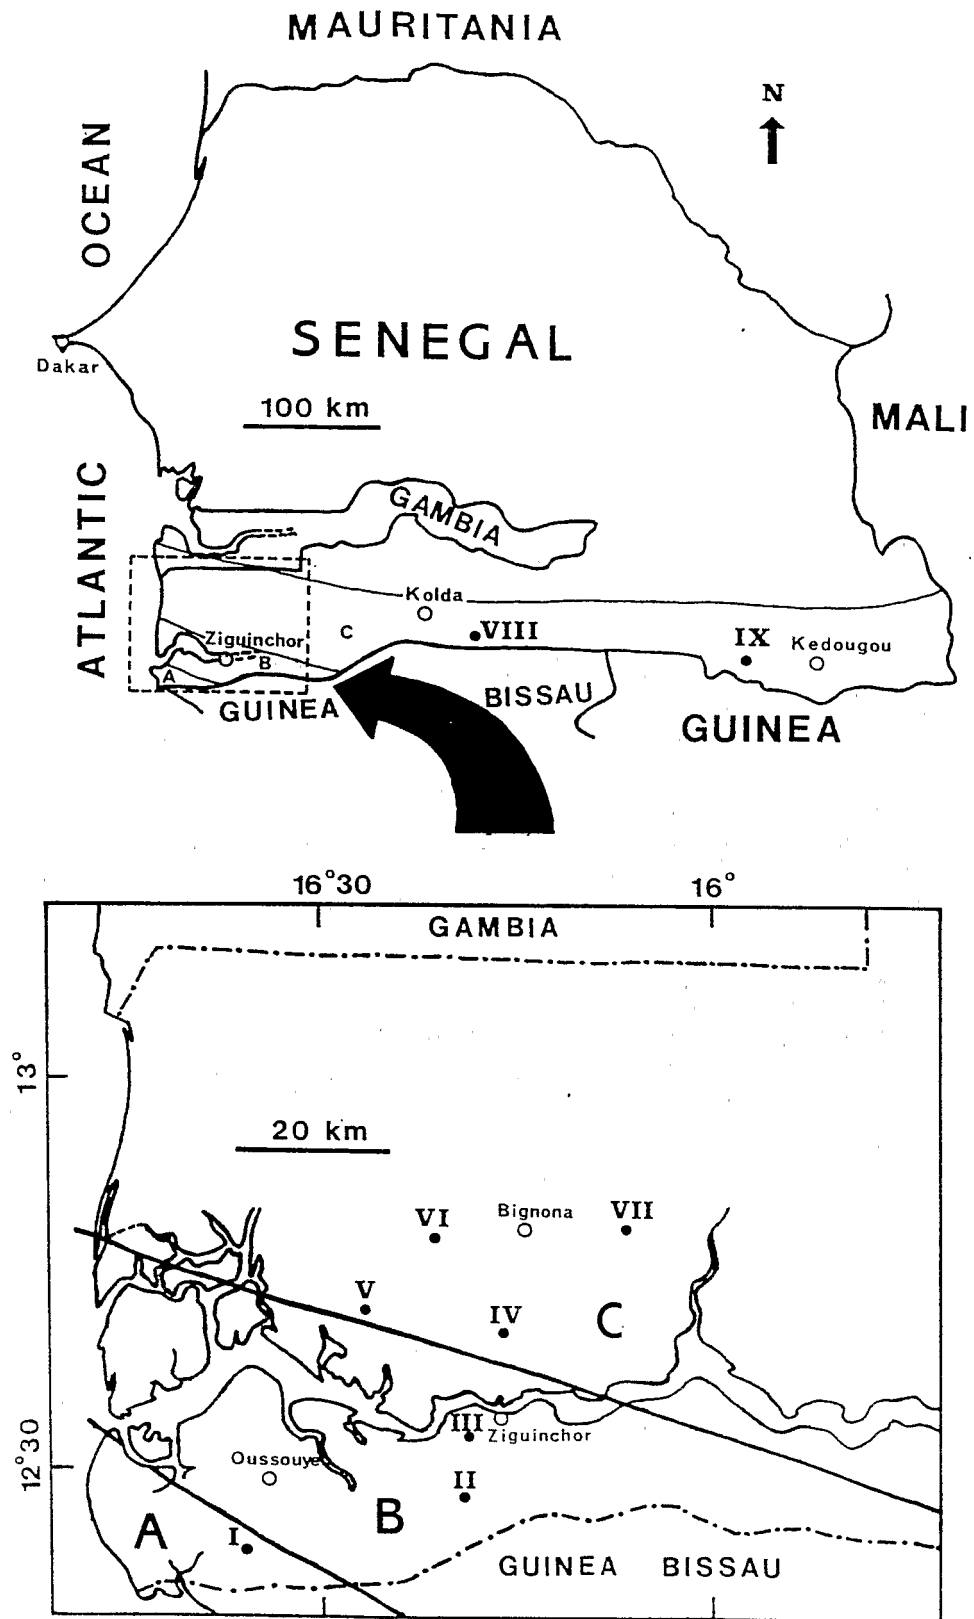 MAURITANIA
N
OCEAN
SENEGAL
Dakar
100 km
MALI
ATLANTIC
GAMBIA
Kolda
C
VIII
IX
Kedougou
Ziguinchor
B
A
GUINEA
BISSAU
GUINEA
16°30
16°
GAMBIA
13°
20 km
VI
Bignona
VII
V
IV
C
III
Ziguinchor
12°30
Oussouye
II
A
B
I
GUINEA BISSAU